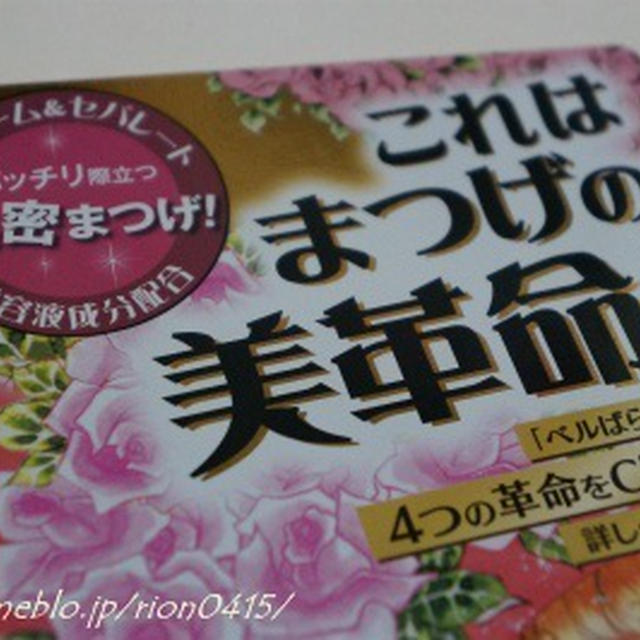 ーム&セパレート
ッチリ際立つ
密まつげ!
容液成分配合
これは
まつげの
美革命
「ベルばら
4つの革命をC
詳し
meblo.jp/rion0415/